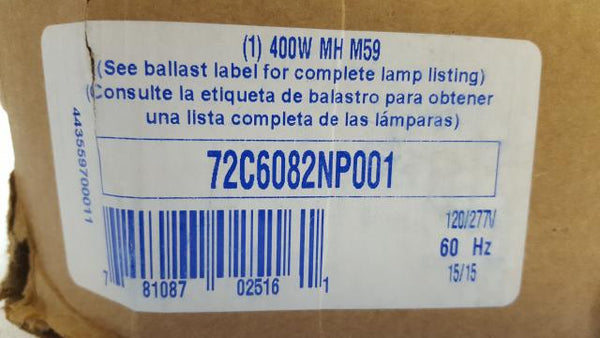 (1) 400W MH M59
(See ballast label for complete lamp listing)
(Consulte la etiqueta de balastro para obtener
una lista completa de las lámparas)
443559700011
72C6082NP001
120/277V
60 Hz
15/15
7 81087 02516 1